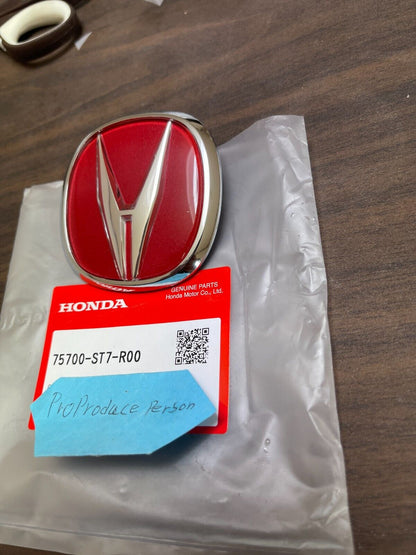 GENUINE PARTS
HONDA
Honda Motor Co., Ltd.
75700-ST7-R00
ProProduce Person